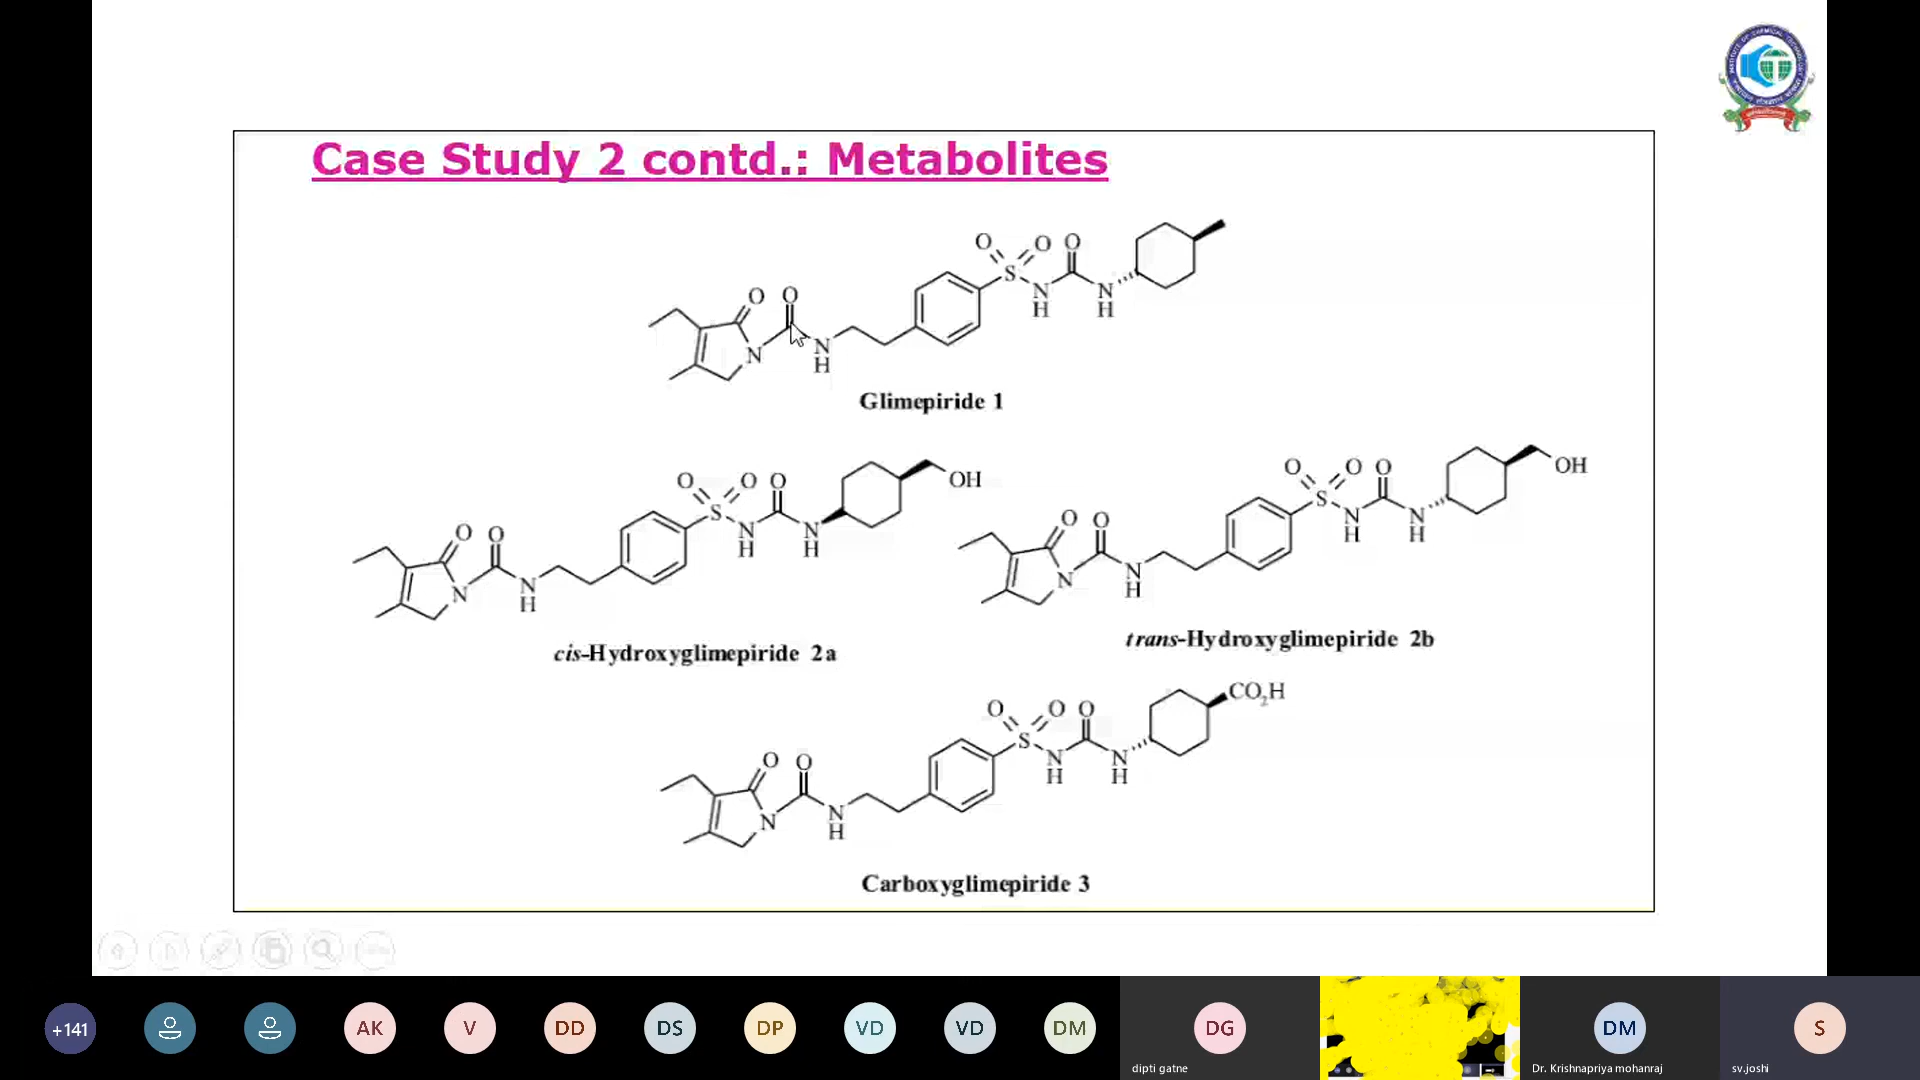 Case Study 2 contd.: Metabolites
O O O
S
N
H
N
H
O O
N
N
H
Glimepiride 1
O O O
S
N
H
N
H
OH
O O
N
N
H
cis-Hydroxyglimepiride 2a
O O O
S
N
H
N
H
OH
O O
N
N
H
trans-Hydroxyglimepiride 2b
O O O
S
N
H
N
H
CO2H
O O
N
N
H
Carboxyglimepiride 3
+141 AK V DD DS DP VD VD DM DG DM S
dipti gatne Dr. Krishnapriya mohanraj sv.joshi